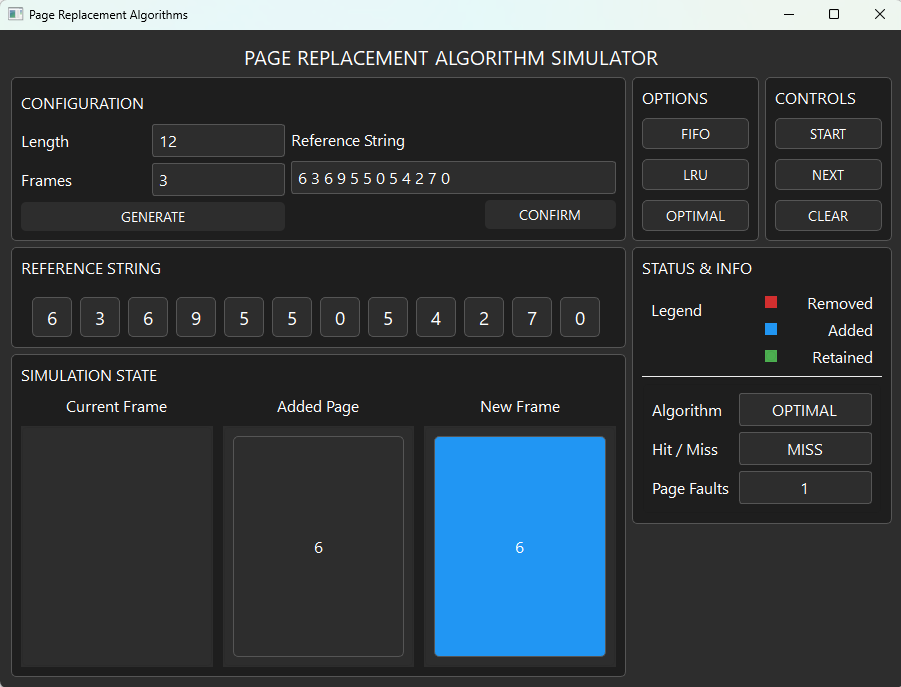 Page Replacement Algorithms
PAGE REPLACEMENT ALGORITHM SIMULATOR
CONFIGURATION
Length
12
Reference String
Frames
3
6 3 6 9 5 5 0 5 4 2 7 0
GENERATE
CONFIRM
OPTIONS
FIFO
LRU
OPTIMAL
CONTROLS
START
NEXT
CLEAR
REFERENCE STRING
6 3 6 9 5 5 0 5 4 2 7 0
SIMULATION STATE
Current Frame
Added Page
New Frame
6
6
STATUS & INFO
Legend
Removed
Added
Retained
Algorithm
OPTIMAL
Hit / Miss
MISS
Page Faults
1